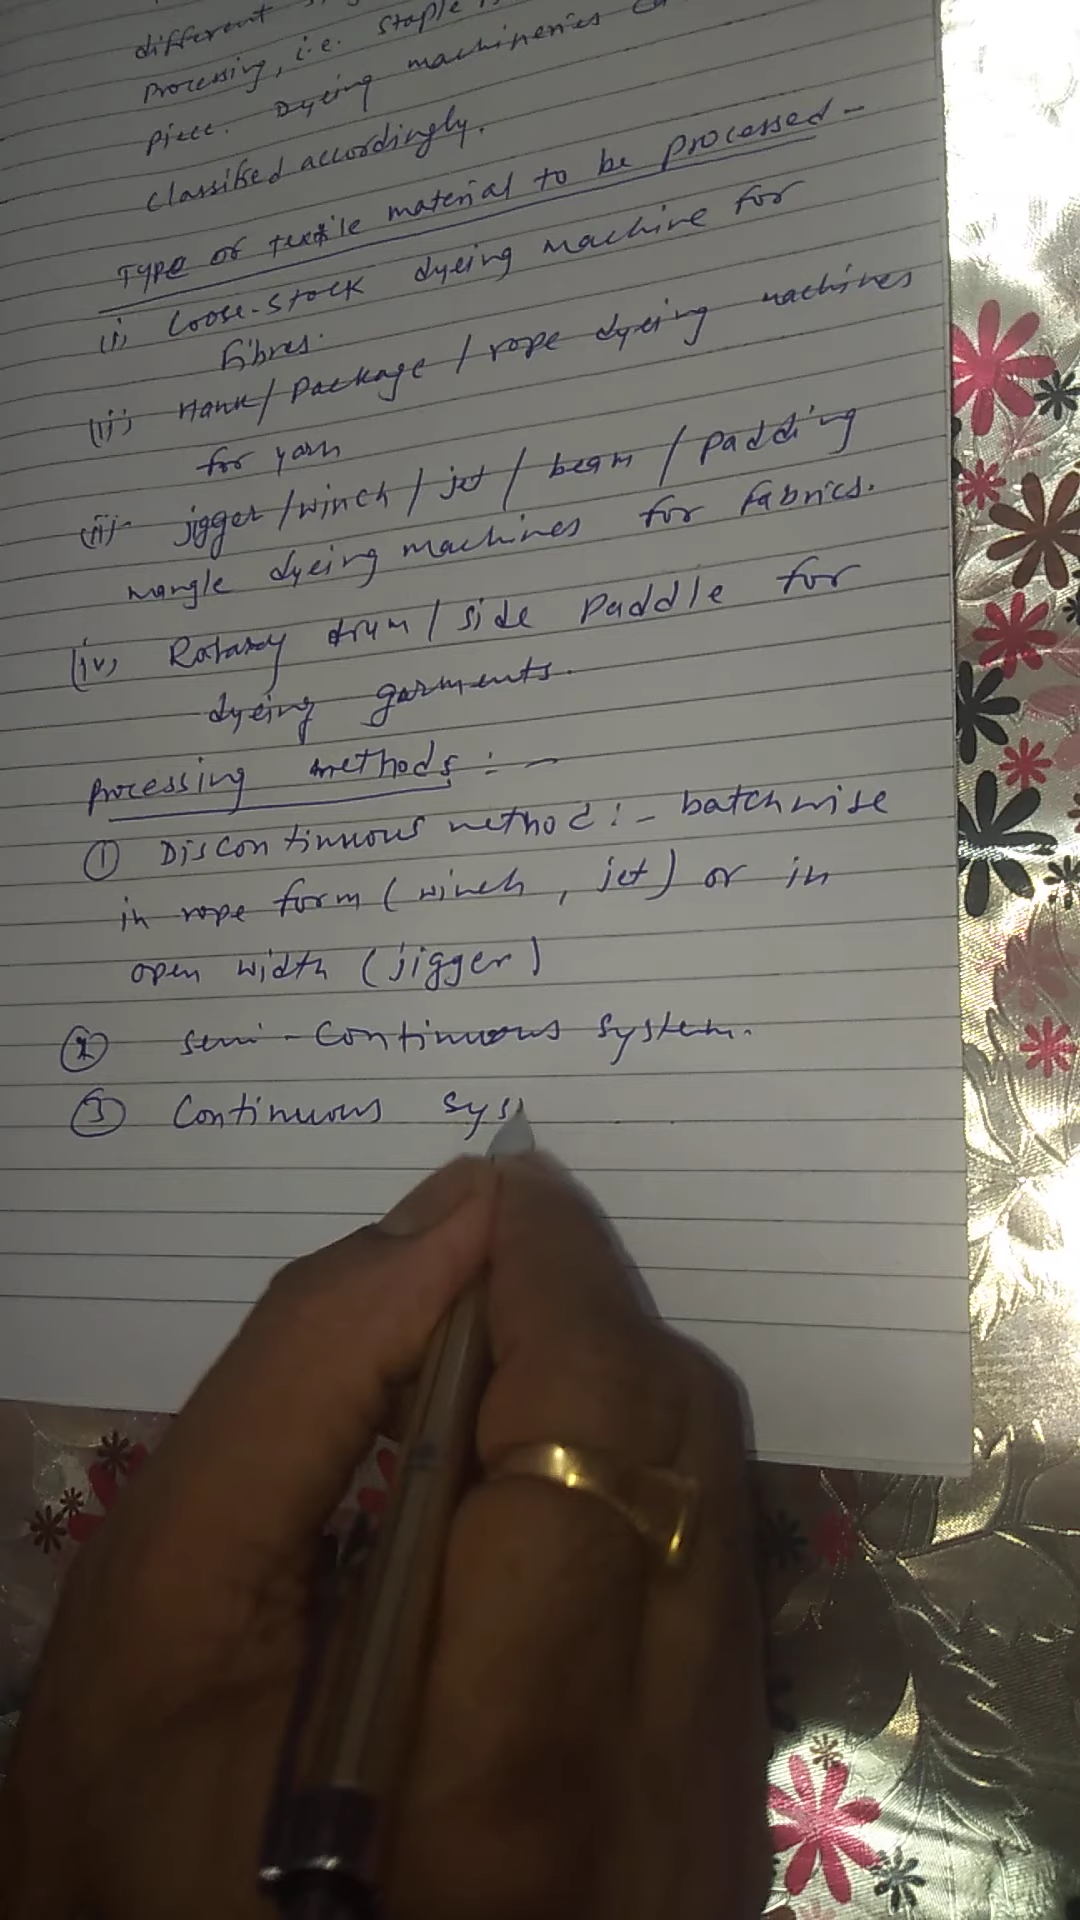 different
Processing, i.e. staple
piece. Dyeing machineries
classified accordingly.
Type of textile material to be processed-
(i) Loose-stock dyeing machine for
fibres.
(ii) Hank/Package/rope dyeing machines
for yarn
(iii) jigger/winch/jet/beam/padding
mangle dyeing machines for fabrics.
(iv) Rotary drum/side paddle for
dyeing garments.
Processing methods:-
① Discontinuous method:- batchwise
in rope form (winch, jet) or in
open width (jigger)
② Semi-Continuous System.
③ Continuous sys